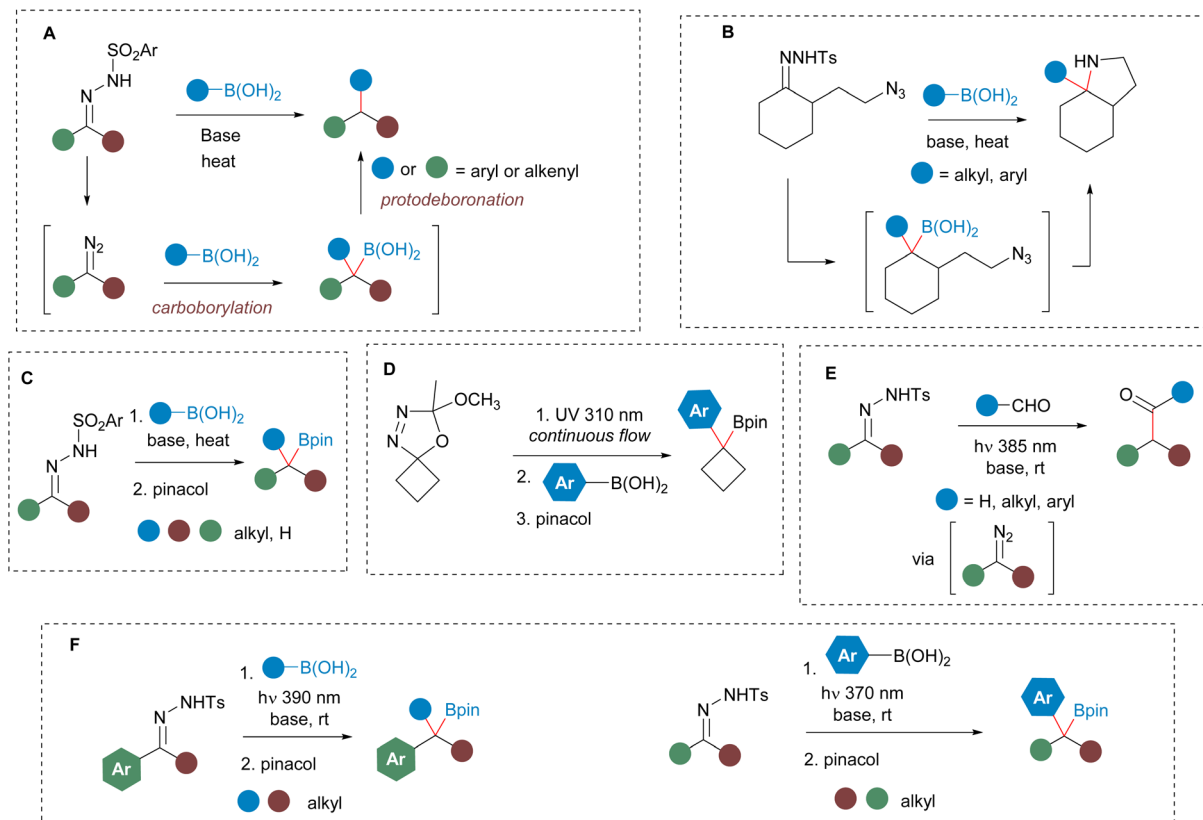 A
SO2Ar
NH
N
B(OH)2
Base
heat
or = aryl or alkenyl
protodeboronation
N2
B(OH)2
carboborylation
B(OH)2
B
NNHTs
N3
B(OH)2
base, heat
= alkyl, aryl
HN
B(OH)2
N3
C
SO2Ar
NH
N
1. B(OH)2
base, heat
2. pinacol
Bpin
alkyl, H
D
N
N
OCH3
O
1. UV 310 nm
continuous flow
2. Ar B(OH)2
3. pinacol
Ar
Bpin
E
NHTs
N
CHO
hν 385 nm
base, rt
O
= H, alkyl, aryl
via
N2
F
NHTs
N
Ar
1. B(OH)2
hν 390 nm
base, rt
2. pinacol
alkyl
Bpin
Ar
NHTs
N
1. Ar B(OH)2
hν 370 nm
base, rt
2. pinacol
alkyl
Ar
Bpin